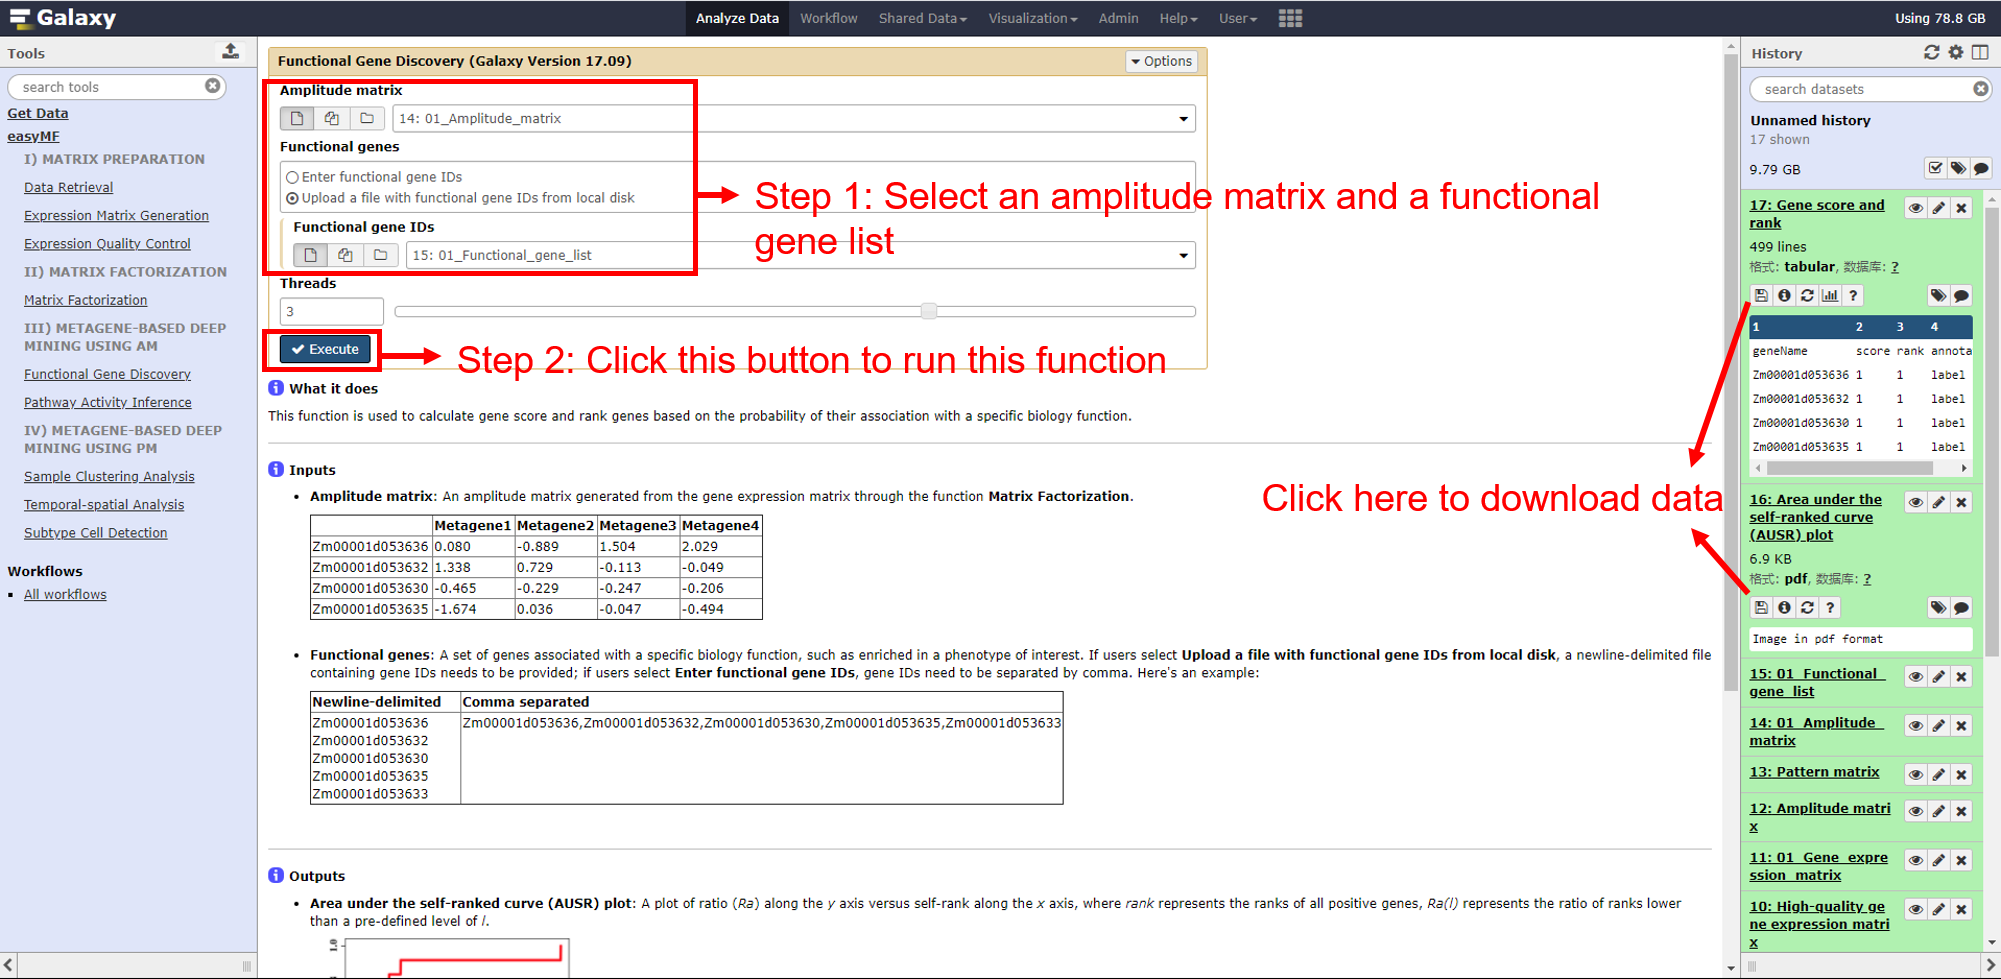 Galaxy
Analyze Data Workflow Shared Data Visualization Admin Help User
Using 78.8 GB
Tools
search tools
Get Data
easyMF
I) MATRIX PREPARATION
Data Retrieval
Expression Matrix Generation
Expression Quality Control
II) MATRIX FACTORIZATION
Matrix Factorization
III) METAGENE-BASED DEEP
MINING USING AM
Functional Gene Discovery
Pathway Activity Inference
IV) METAGENE-BASED DEEP
MINING USING PM
Sample Clustering Analysis
Temporal-spatial Analysis
Subtype Cell Detection
Workflows
All workflows
Functional Gene Discovery (Galaxy Version 17.09)
Options
Amplitude matrix
14: 01_Amplitude_matrix
Functional genes
Enter functional gene IDs
Upload a file with functional gene IDs from local disk
Functional gene IDs
15: 01_Functional_gene_list
Step 1: Select an amplitude matrix and a functional
gene list
Threads
3
Execute
Step 2: Click this button to run this function
What it does
This function is used to calculate gene score and rank genes based on the probability of their association with a specific biology function.
Inputs
• Amplitude matrix: An amplitude matrix generated from the gene expression matrix through the function Matrix Factorization.
Metagene1 Metagene2 Metagene3 Metagene4
Zm00001d053636 0.080 -0.889 1.504 2.029
Zm00001d053632 1.338 0.729 -0.113 -0.049
Zm00001d053630 -0.465 -0.229 -0.247 -0.206
Zm00001d053635 -1.674 0.036 -0.047 -0.494
• Functional genes: A set of genes associated with a specific biology function, such as enriched in a phenotype of interest. If users select Upload a file with functional gene IDs from local disk, a newline-delimited file
containing gene IDs needs to be provided; if users select Enter functional gene IDs, gene IDs need to be separated by comma. Here's an example:
Newline-delimited Comma separated
Zm00001d053636 Zm00001d053636,Zm00001d053632,Zm00001d053630,Zm00001d053635,Zm00001d053633
Zm00001d053632
Zm00001d053630
Zm00001d053635
Zm00001d053633
Outputs
• Area under the self-ranked curve (AUSR) plot: A plot of ratio (Ra) along the y axis versus self-rank along the x axis, where rank represents the ranks of all positive genes, Ra(l) represents the ratio of ranks lower
than a pre-defined level of l.
1.0
Click here to download data
History
search datasets
Unnamed history
17 shown
9.79 GB
17: Gene score and
rank
499 lines
格式: tabular, 数据库: ?
1 2 3 4
geneName score rank annota
Zm00001d053636 1 1 label
Zm00001d053632 1 1 label
Zm00001d053630 1 1 label
Zm00001d053635 1 1 label
16: Area under the
self-ranked curve
(AUSR) plot
6.9 KB
格式: pdf, 数据库: ?
Image in pdf format
15: 01_Functional_
gene_list
14: 01_Amplitude_
matrix
13: Pattern matrix
12: Amplitude matri
x
11: 01_Gene_expre
ssion_matrix
10: High-quality ge
ne expression matri
x